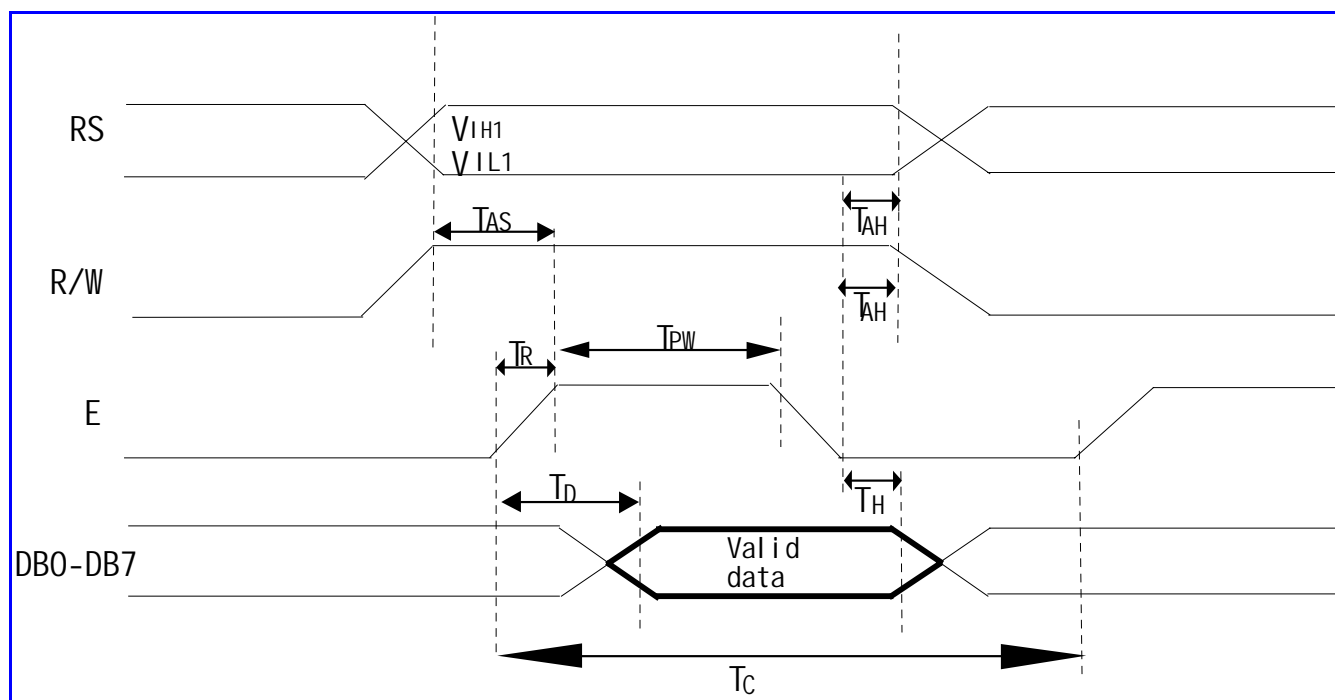 RS
VIH1
VIL1
TAS
TAH
R/W
TAH
TPW
TR
E
TD
TH
DB0-DB7
Valid
data
TC